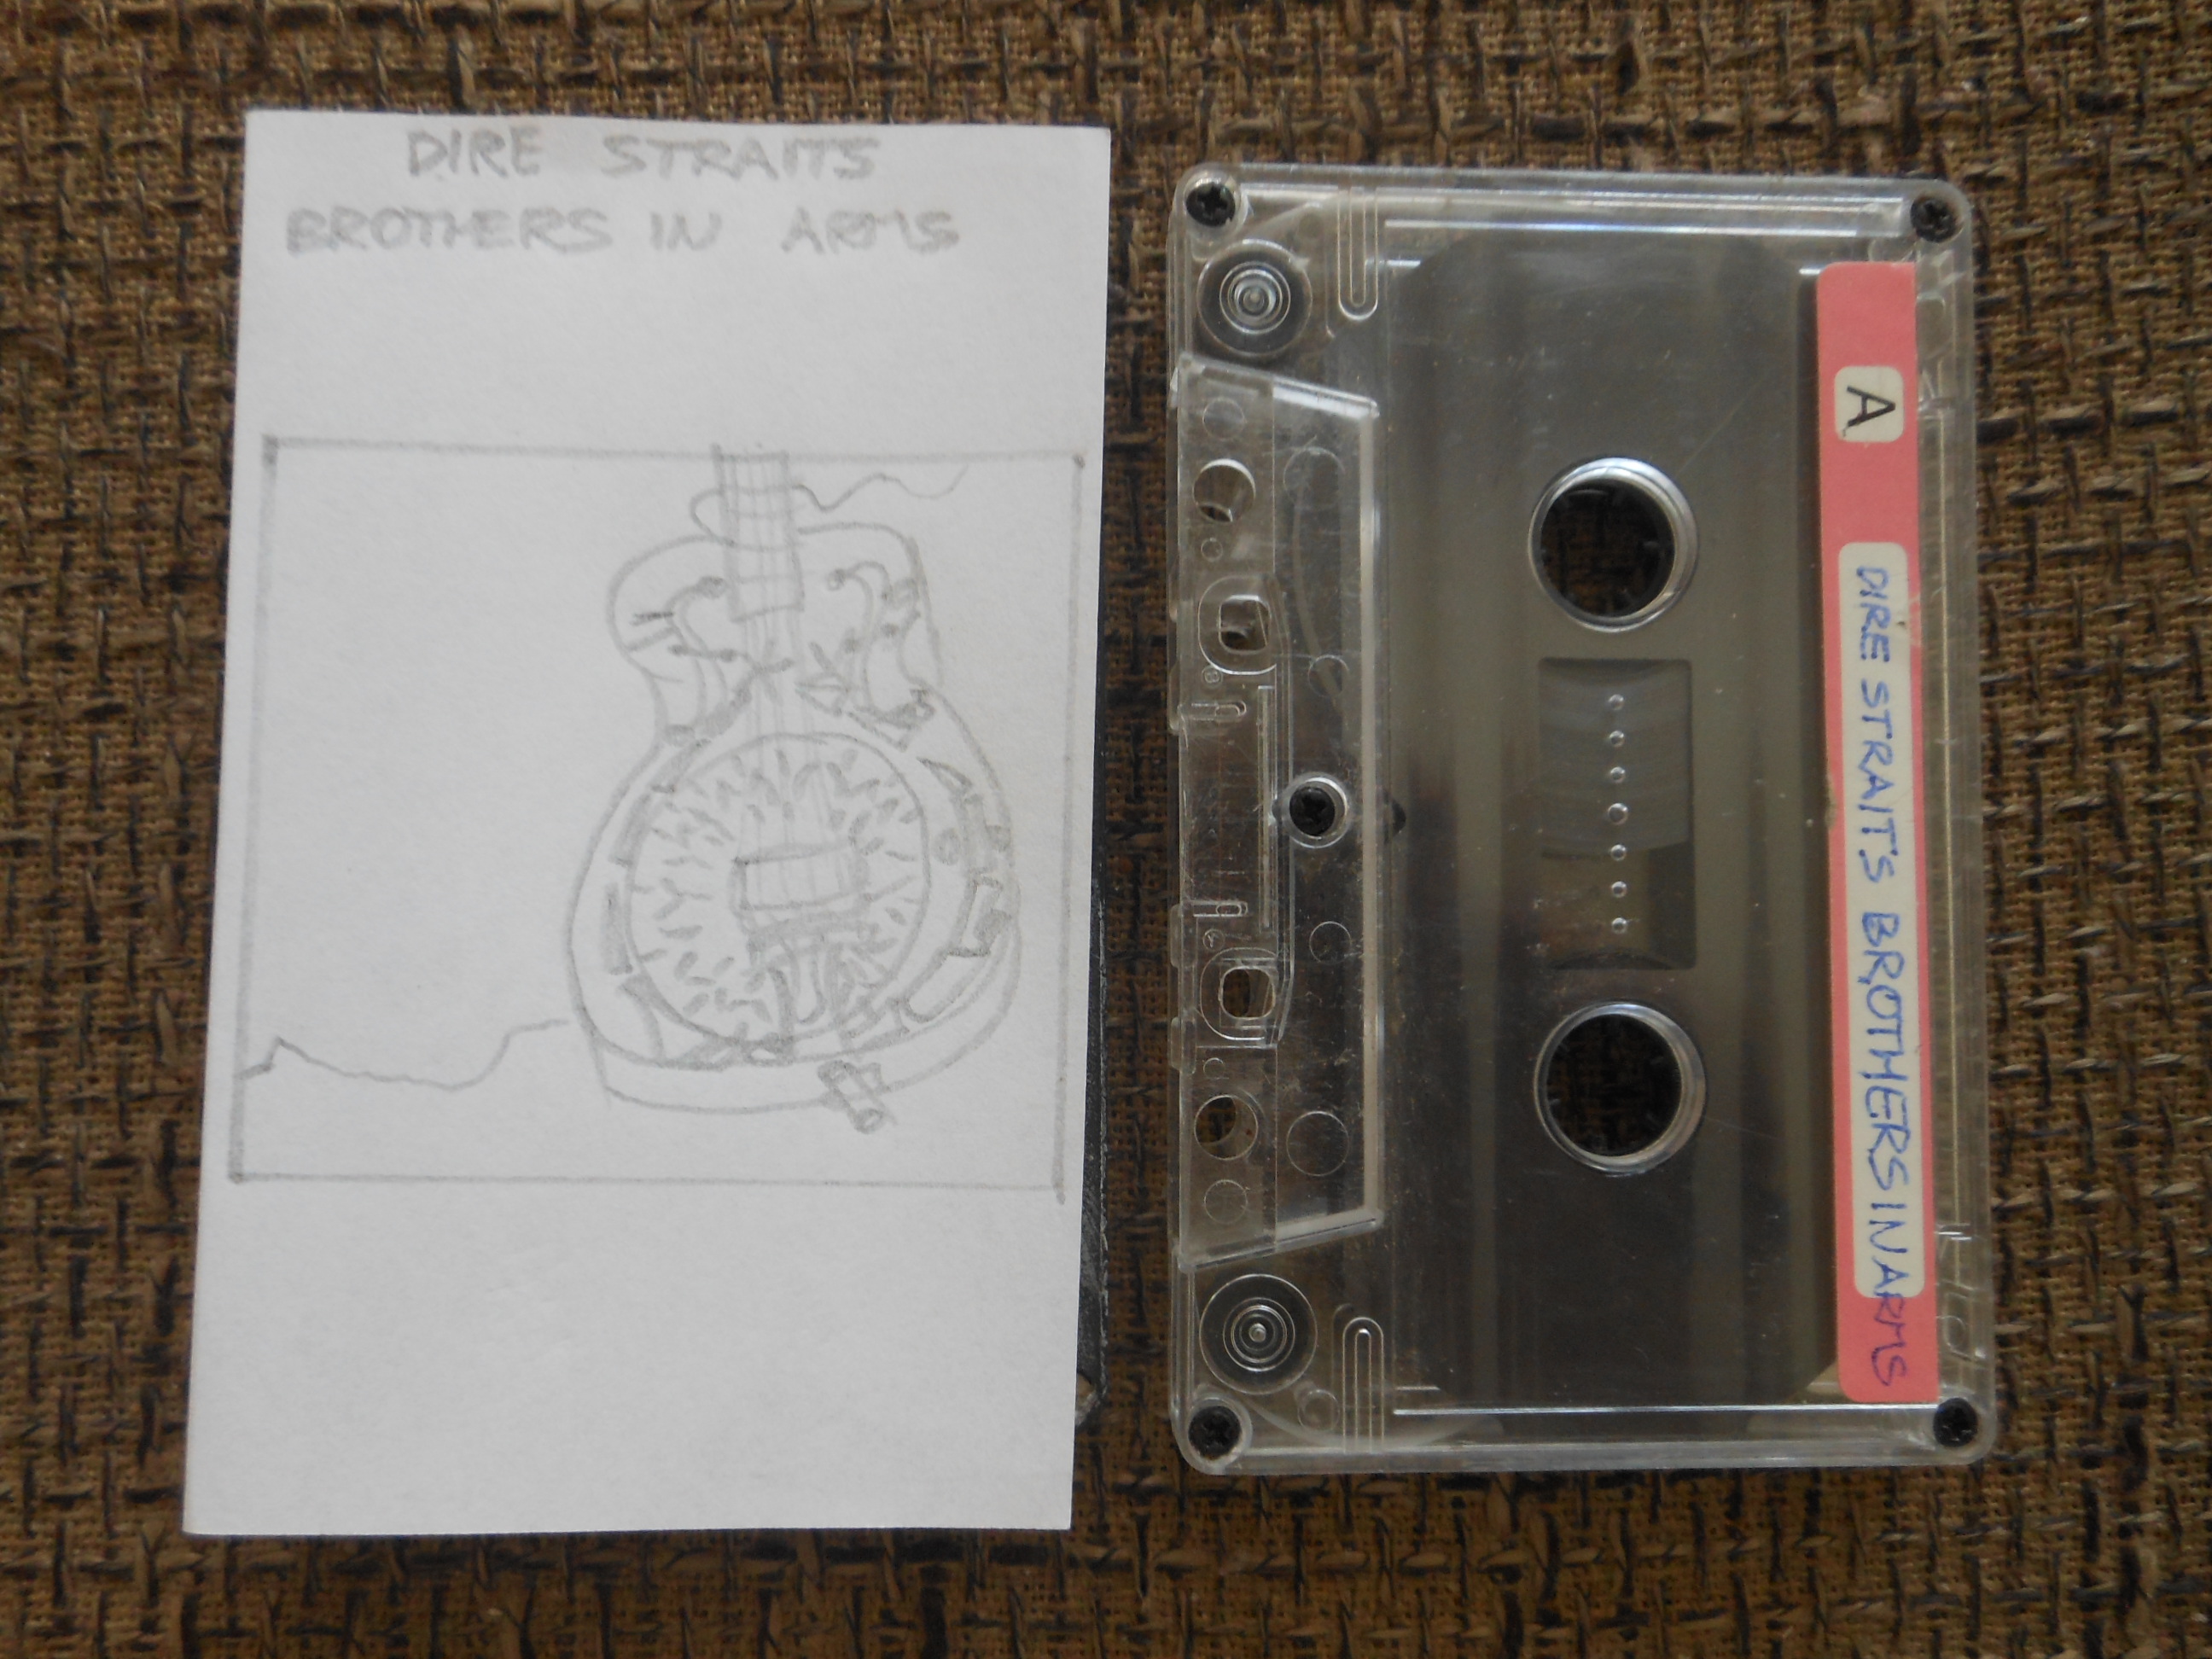 DIRE STRAITS
BROTHERS IN ARMS
A
DIRE STRAITS BROTHERS IN ARMS